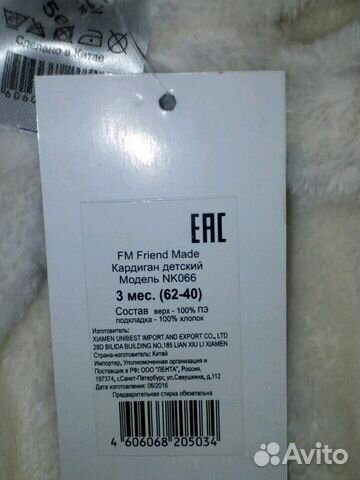 Сделано в Китае
EAC
FM Friend Made
Кардиган детский
Модель NK066
3 мес. (62-40)
Состав верх - 100% ПЭ
подкладка - 100% хлопок
Изготовитель:
XIAMEN UNIBEST IMPORT AND EXPORT CO., LTD
28D BILIDA BUILDING NO,185 LIAN XIU LI XIAMEN
Страна-изготовитель: Китай
Импортер, Уполномоченная организация и
Поставщик в РФ: ООО "ЛЕНТА", Россия,
197374, г.Санкт-Петербург, ул.Савушкина, д.112
Дата изготовления: 06/2016
Предварительная стирка обязательна
4 606068 205034
Avito